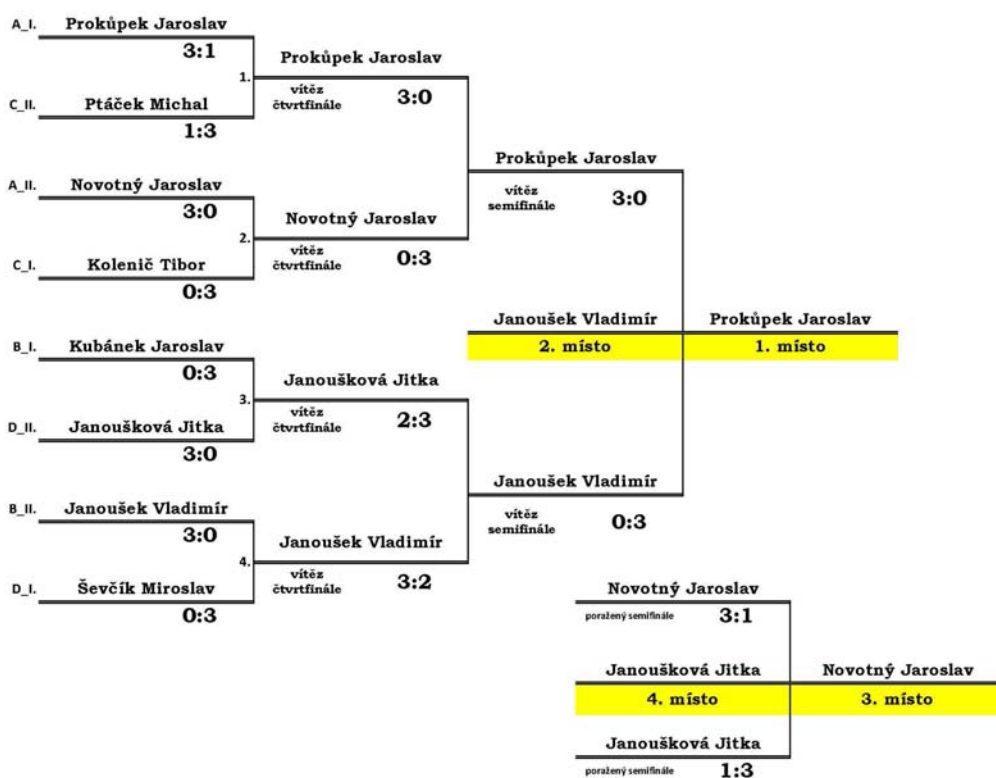 A_I. Prokůpek Jaroslav
3:1
1. Prokůpek Jaroslav
vítěz
čtvrtfinále 3:0
C_II. Ptáček Michal
1:3
Prokůpek Jaroslav
vítěz
semifinále 3:0
A_II. Novotný Jaroslav
3:0
2. Novotný Jaroslav
vítěz
čtvrtfinále 0:3
C_I. Kolenič Tibor
0:3
Janoušek Vladimír Prokůpek Jaroslav
2. místo 1. místo
B_I. Kubánek Jaroslav
0:3
3. Janoušková Jitka
vítěz
čtvrtfinále 2:3
D_II. Janoušková Jitka
3:0
Janoušek Vladimír
vítěz
semifinále 0:3
B_II. Janoušek Vladimír
3:0
4. Janoušek Vladimír
vítěz
čtvrtfinále 3:2
D_I. Ševčík Miroslav
0:3
Novotný Jaroslav
poražený semifinále 3:1
Janoušková Jitka Novotný Jaroslav
4. místo 3. místo
Janoušková Jitka
poražený semifinále 1:3